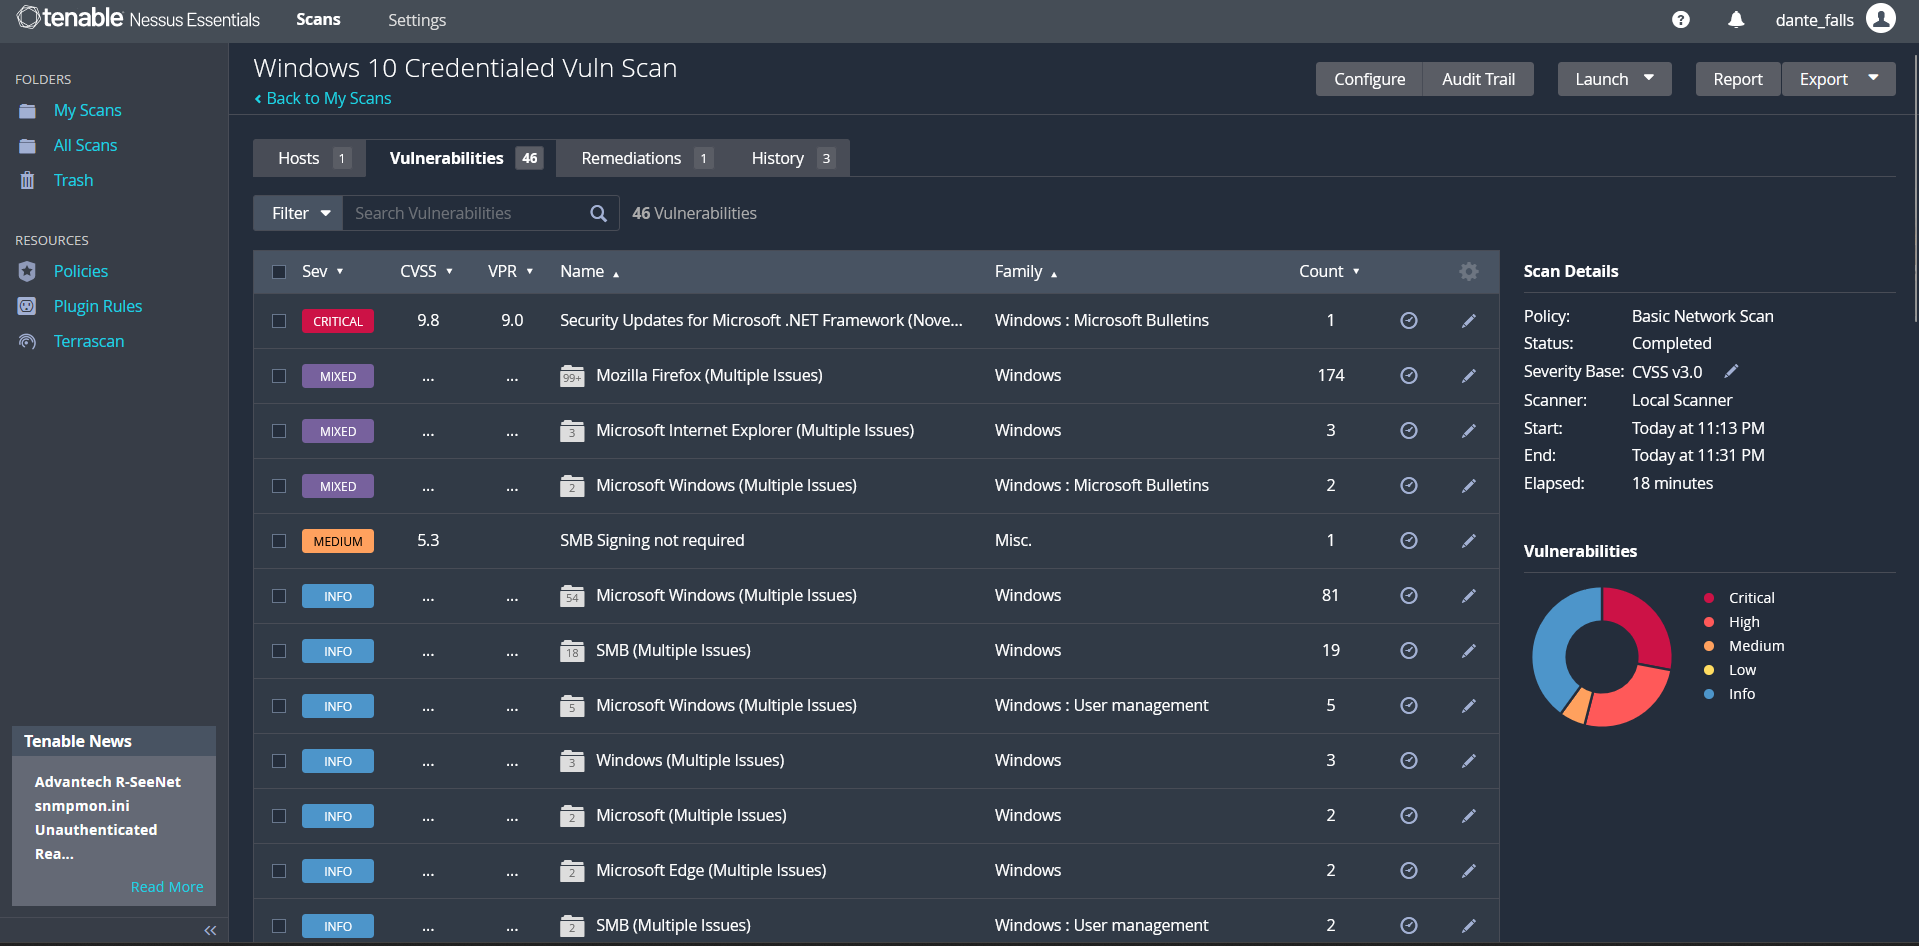 tenable Nessus Essentials Scans Settings ? dante_falls
FOLDERS
My Scans
All Scans
Trash
RESOURCES
Policies
Plugin Rules
Terrascan
Tenable News
Advantech R-SeeNet
snmpmon.ini
Unauthenticated
Rea...
Read More
Windows 10 Credentialed Vuln Scan
Back to My Scans
Configure Audit Trail Launch Report Export
Hosts 1 Vulnerabilities 46 Remediations 1 History 3
Filter Search Vulnerabilities 46 Vulnerabilities
Sev CVSS VPR Name Family Count
CRITICAL 9.8 9.0 Security Updates for Microsoft .NET Framework (Nove... Windows : Microsoft Bulletins 1
MIXED ... ... 99+ Mozilla Firefox (Multiple Issues) Windows 174
MIXED ... ... 3 Microsoft Internet Explorer (Multiple Issues) Windows 3
MIXED ... ... 2 Microsoft Windows (Multiple Issues) Windows : Microsoft Bulletins 2
MEDIUM 5.3 SMB Signing not required Misc. 1
INFO ... ... 54 Microsoft Windows (Multiple Issues) Windows 81
INFO ... ... 18 SMB (Multiple Issues) Windows 19
INFO ... ... 5 Microsoft Windows (Multiple Issues) Windows : User management 5
INFO ... ... 3 Windows (Multiple Issues) Windows 3
INFO ... ... 2 Microsoft (Multiple Issues) Windows 2
INFO ... ... 2 Microsoft Edge (Multiple Issues) Windows 2
INFO ... ... 2 SMB (Multiple Issues) Windows : User management 2
Scan Details
Policy: Basic Network Scan
Status: Completed
Severity Base: CVSS v3.0
Scanner: Local Scanner
Start: Today at 11:13 PM
End: Today at 11:31 PM
Elapsed: 18 minutes
Vulnerabilities
Critical
High
Medium
Low
Info